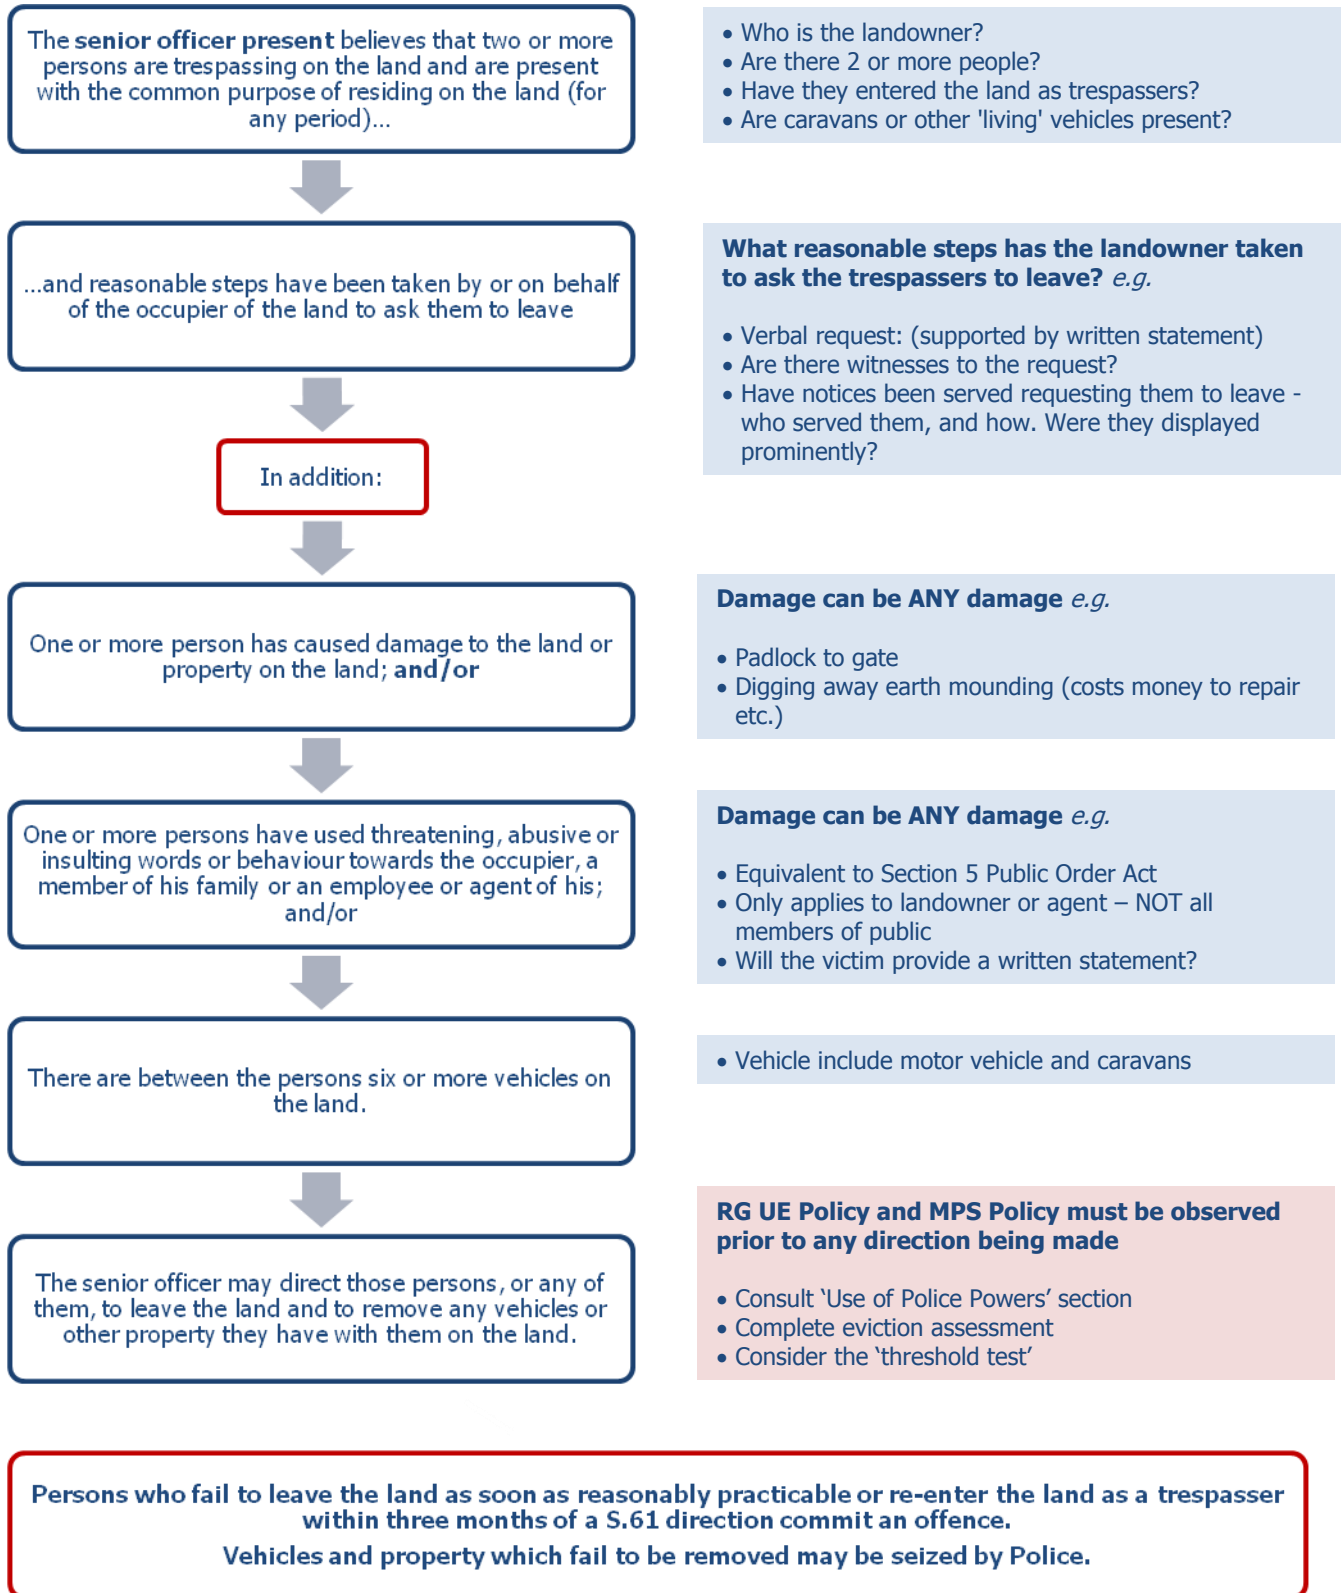 The senior officer present believes that two or more
persons are trespassing on the land and are present
with the common purpose of residing on the land (for
any period)...
• Who is the landowner?
• Are there 2 or more people?
• Have they entered the land as trespassers?
• Are caravans or other 'living' vehicles present?
...and reasonable steps have been taken by or on behalf
of the occupier of the land to ask them to leave
What reasonable steps has the landowner taken
to ask the trespassers to leave? e.g.
• Verbal request: (supported by written statement)
• Are there witnesses to the request?
• Have notices been served requesting them to leave -
who served them, and how. Were they displayed
prominently?
In addition:
One or more person has caused damage to the land or
property on the land; and/or
Damage can be ANY damage e.g.
• Padlock to gate
• Digging away earth mounding (costs money to repair
etc.)
One or more persons have used threatening, abusive or
insulting words or behaviour towards the occupier, a
member of his family or an employee or agent of his;
and/or
Damage can be ANY damage e.g.
• Equivalent to Section 5 Public Order Act
• Only applies to landowner or agent – NOT all
members of public
• Will the victim provide a written statement?
There are between the persons six or more vehicles on
the land.
• Vehicle include motor vehicle and caravans
The senior officer may direct those persons, or any of
them, to leave the land and to remove any vehicles or
other property they have with them on the land.
RG UE Policy and MPS Policy must be observed
prior to any direction being made
• Consult ‘Use of Police Powers’ section
• Complete eviction assessment
• Consider the ‘threshold test’
Persons who fail to leave the land as soon as reasonably practicable or re-enter the land as a trespasser
within three months of a S.61 direction commit an offence.
Vehicles and property which fail to be removed may be seized by Police.